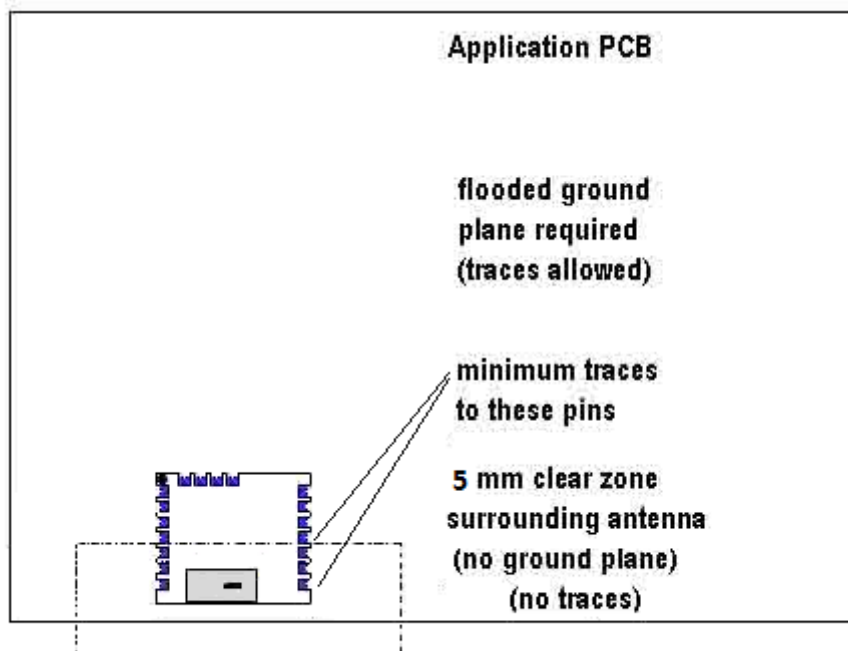 Application PCB
flooded ground
plane required
(traces allowed)
minimum traces
to these pins
5 mm clear zone
surrounding antenna
(no ground plane)
(no traces)